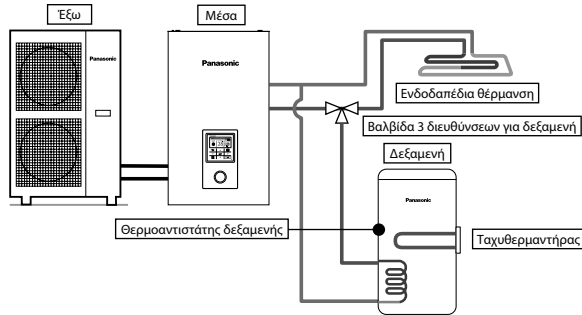 Έξω
Μέσα
Panasonic
Panasonic
Ενδοδαπέδια θέρμανση
Βαλβίδα 3 διευθύνσεων για δεξαμενή
Δεξαμενή
Panasonic
Θερμοαντιστάτης δεξαμενής
Ταχυθερμαντήρας